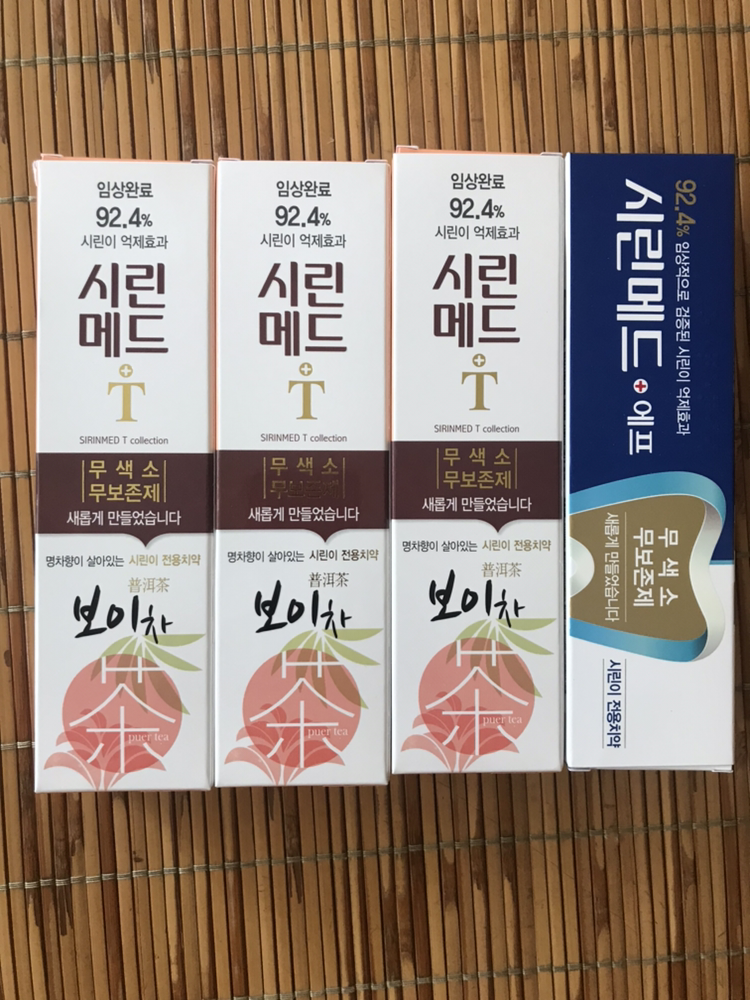 임상완료
92.4%
시린이 억제효과
시린
메드
T
SIRINMED T collection
무색소
무보존제
새롭게 만들었습니다
명차향이 살아있는 시린이 전용치약
普洱茶
보이차
茶
puer tea
임상완료
92.4%
시린이 억제효과
시린
메드
T
SIRINMED T collection
무색소
무보존제
새롭게 만들었습니다
명차향이 살아있는 시린이 전용치약
普洱茶
보이차
茶
puer tea
임상완료
92.4%
시린이 억제효과
시린
메드
T
SIRINMED T collection
무색소
무보존제
새롭게 만들었습니다
명차향이 살아있는 시린이 전용치약
普洱茶
보이차
茶
puer tea
92.4% 임상적으로 검증된 시린이 억제효과
시린메드 에프
무색소
무보존제
새롭게 만들었습니다
시린이 전용치약